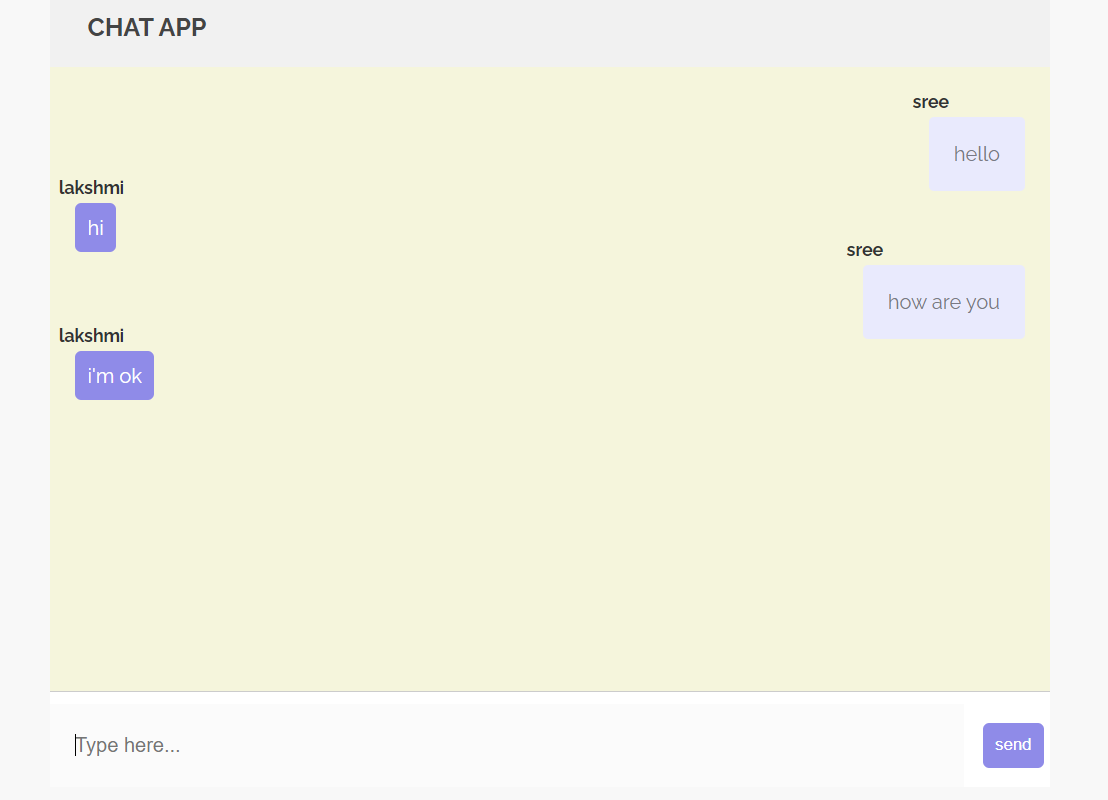 CHAT APP
sree
hello
lakshmi
hi
sree
how are you
lakshmi
i'm ok
Type here...
send